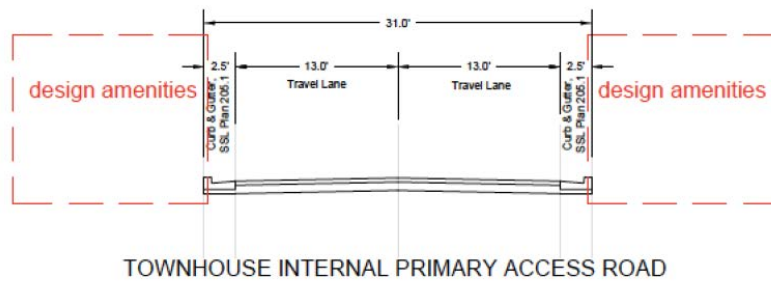 31.0'
2.5'
13.0'
13.0'
2.5'
Travel Lane
Travel Lane
design amenities
Curb & Gutter,
SSL Plan 205.1
Curb & Gutter,
SSL Plan 205.1
design amenities
TOWNHOUSE INTERNAL PRIMARY ACCESS ROAD